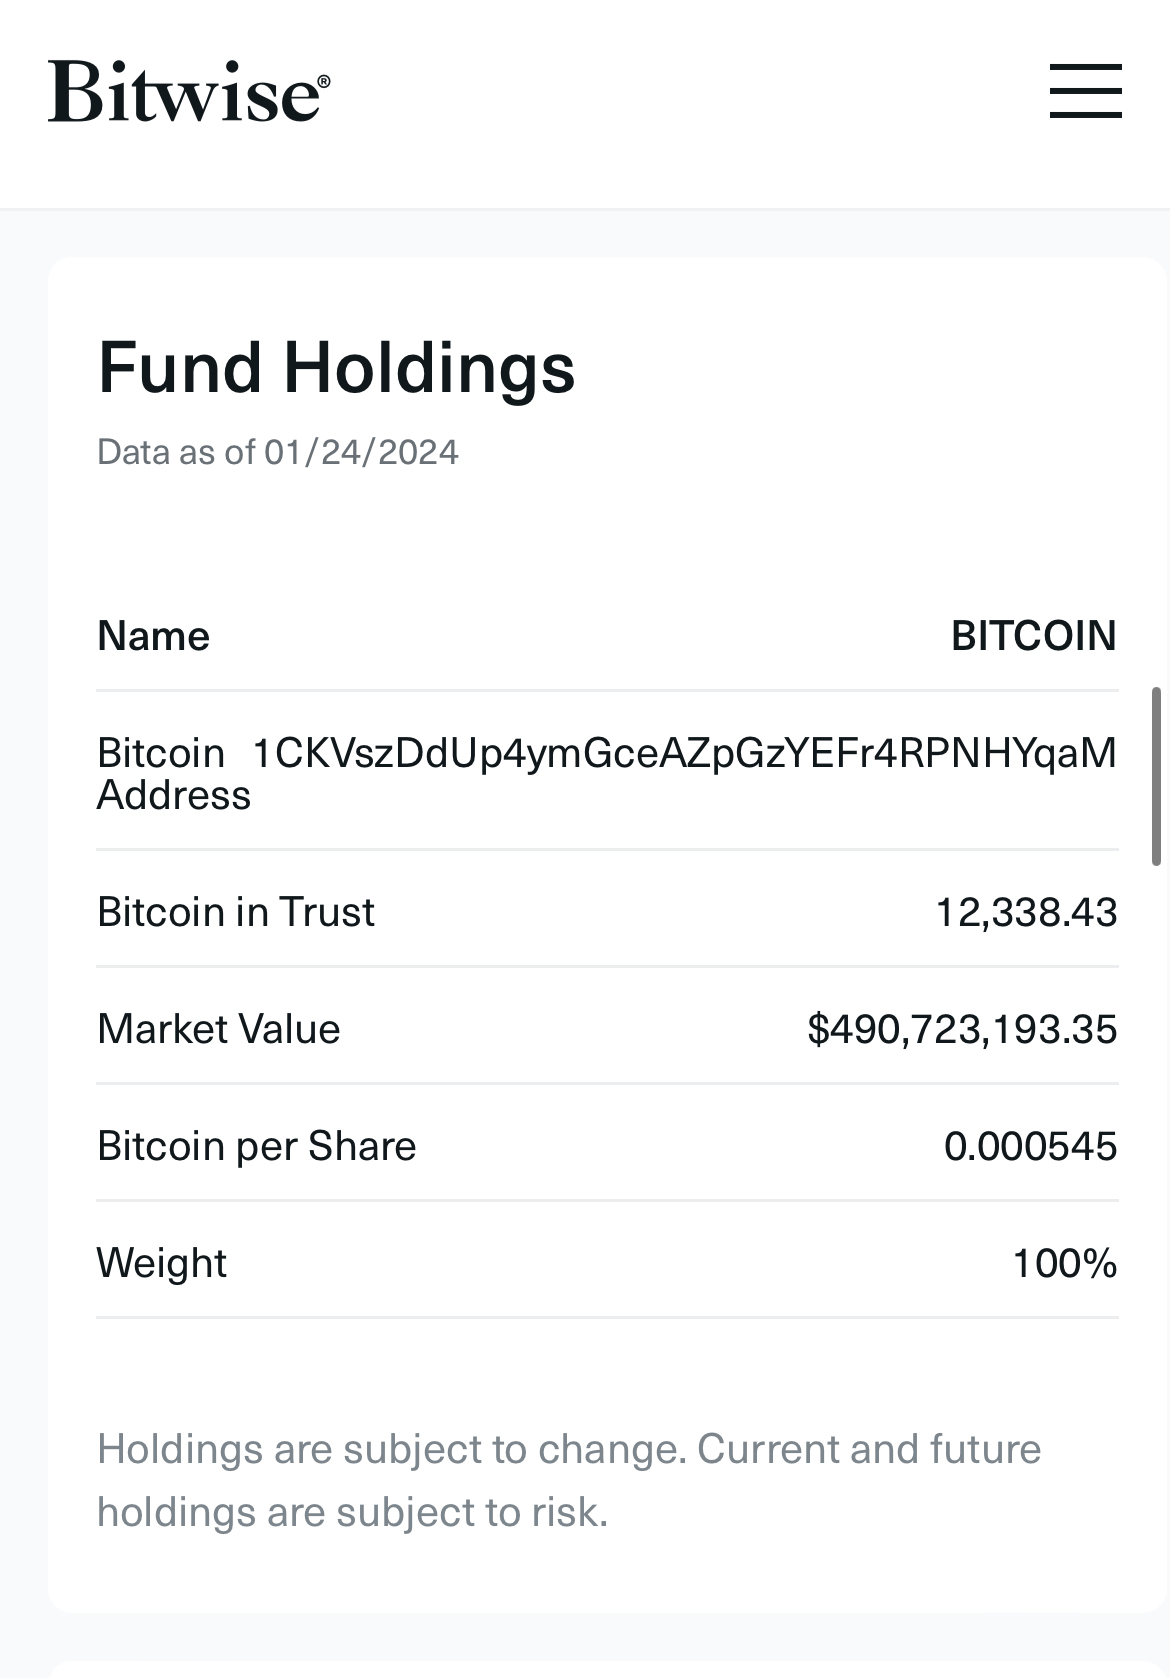 Bitwise®
Fund Holdings
Data as of 01/24/2024
Name BITCOIN
Bitcoin Address 1CKVszDdUp4ymGceAZpGzYEFr4RPNHYqaM
Bitcoin in Trust 12,338.43
Market Value $490,723,193.35
Bitcoin per Share 0.000545
Weight 100%
Holdings are subject to change. Current and future
holdings are subject to risk.